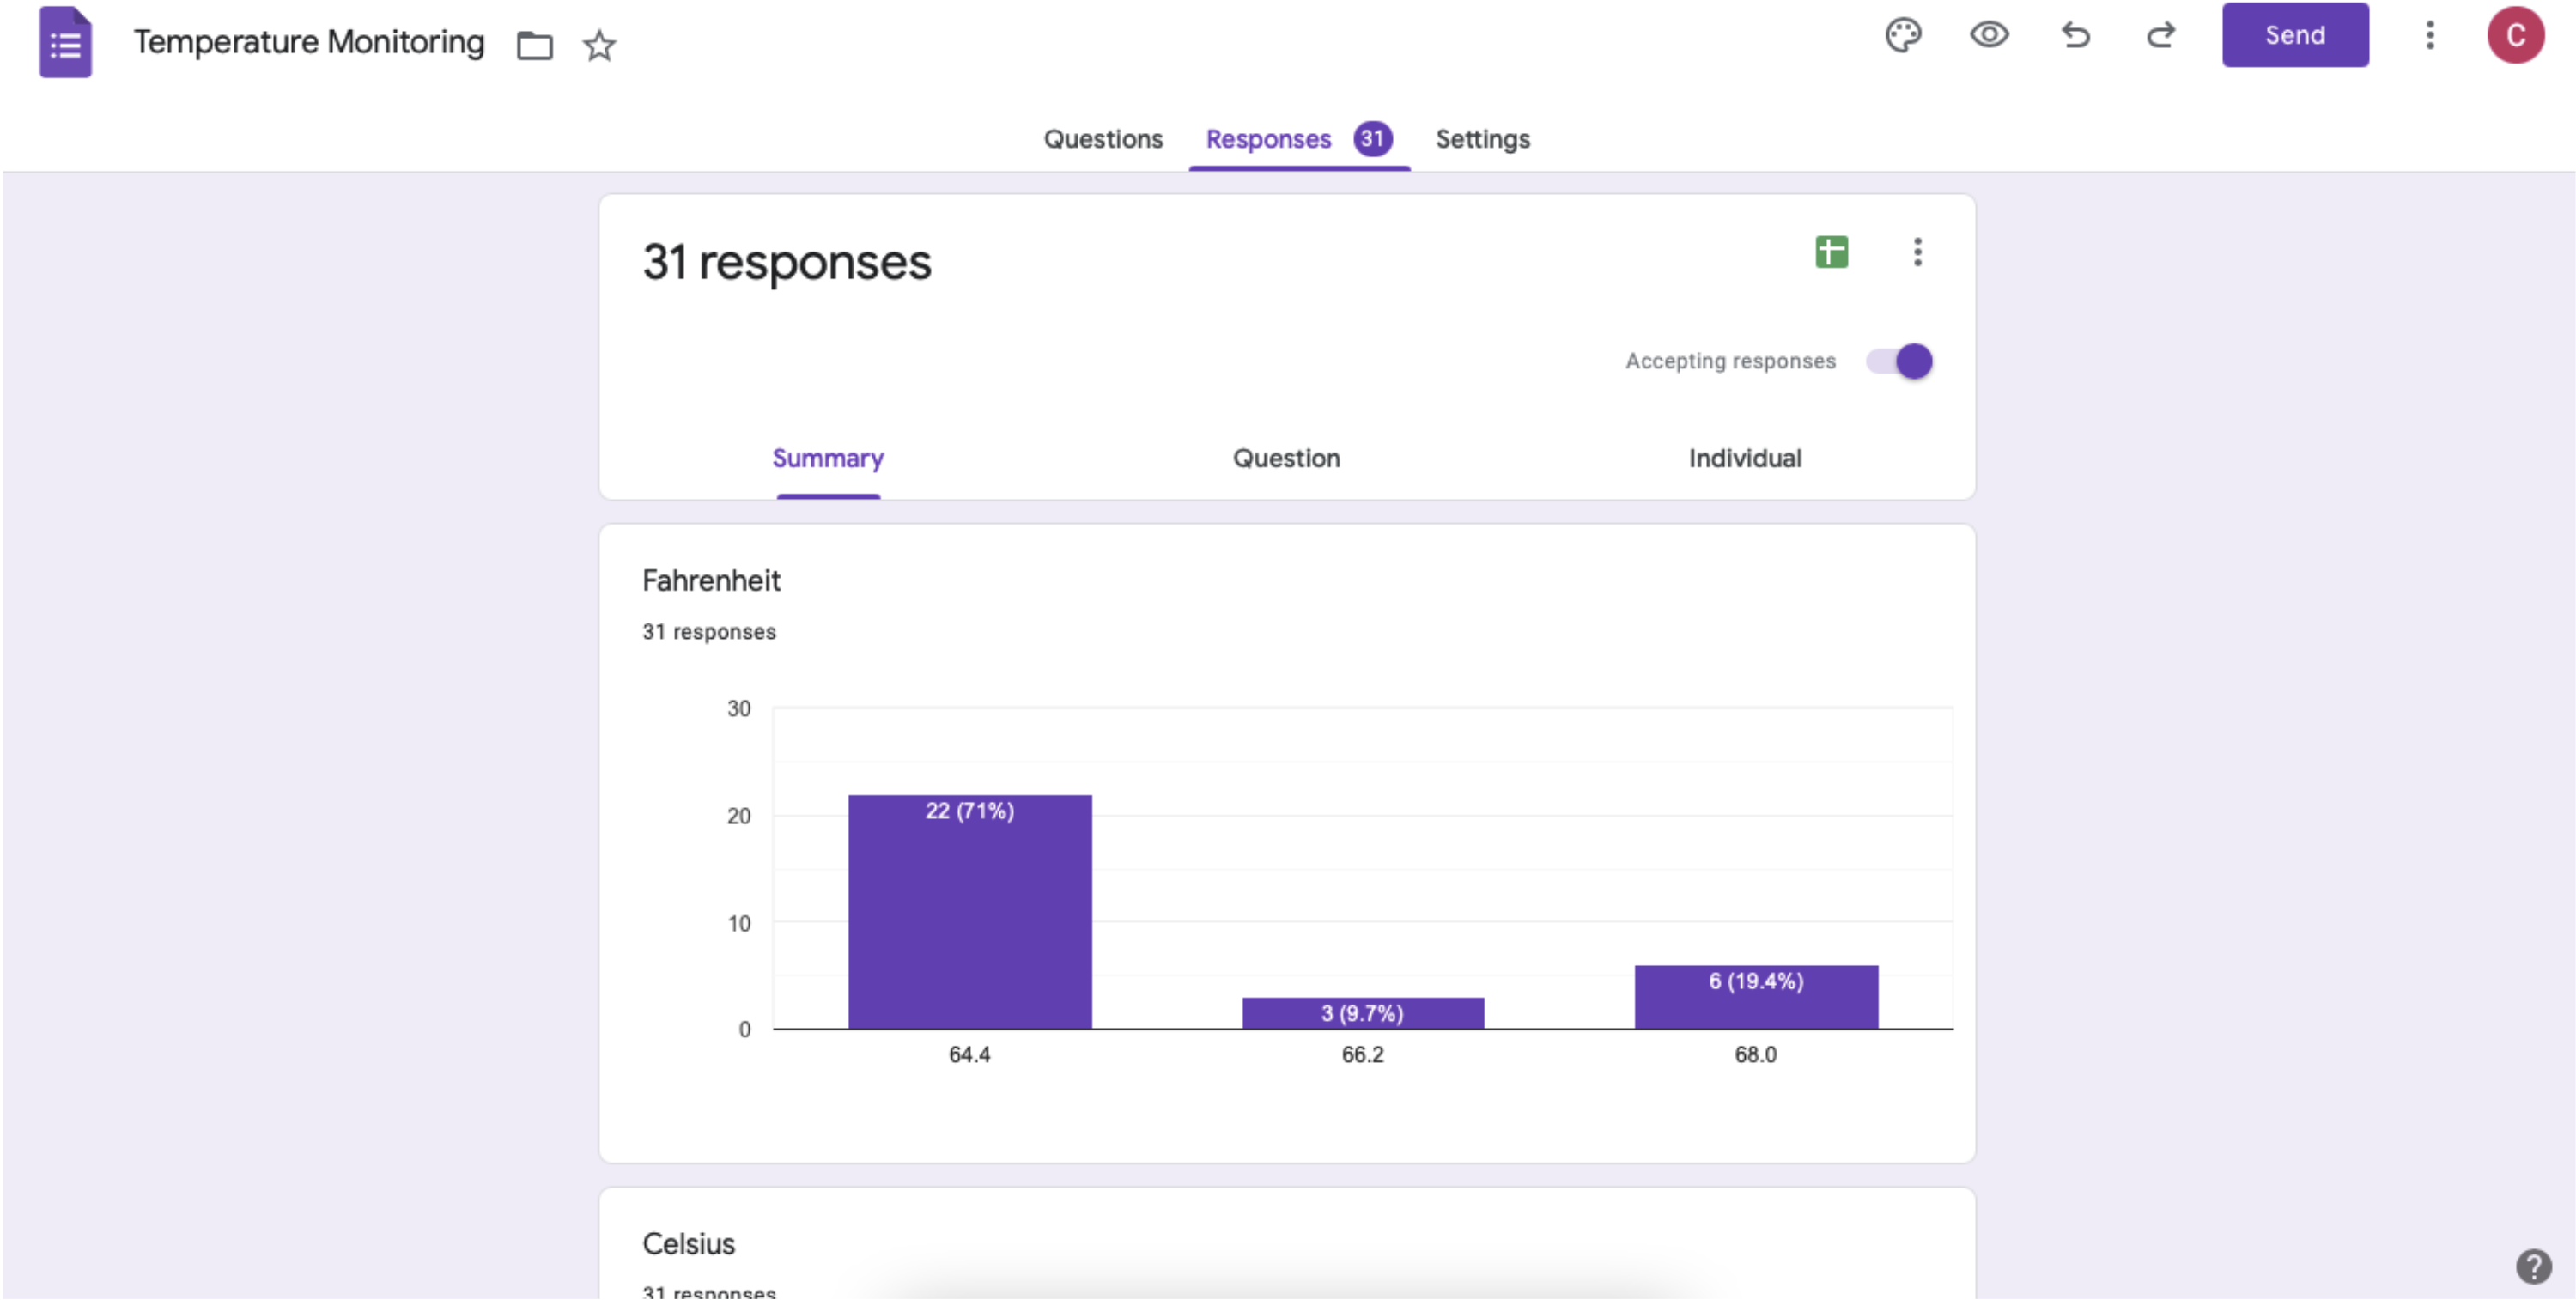 Temperature Monitoring
Send
C
Questions Responses 31 Settings
31 responses
Accepting responses
Summary Question Individual
Fahrenheit
31 responses
30
20
10
0
22 (71%)
3 (9.7%)
6 (19.4%)
64.4 66.2 68.0
Celsius
31 responses
?